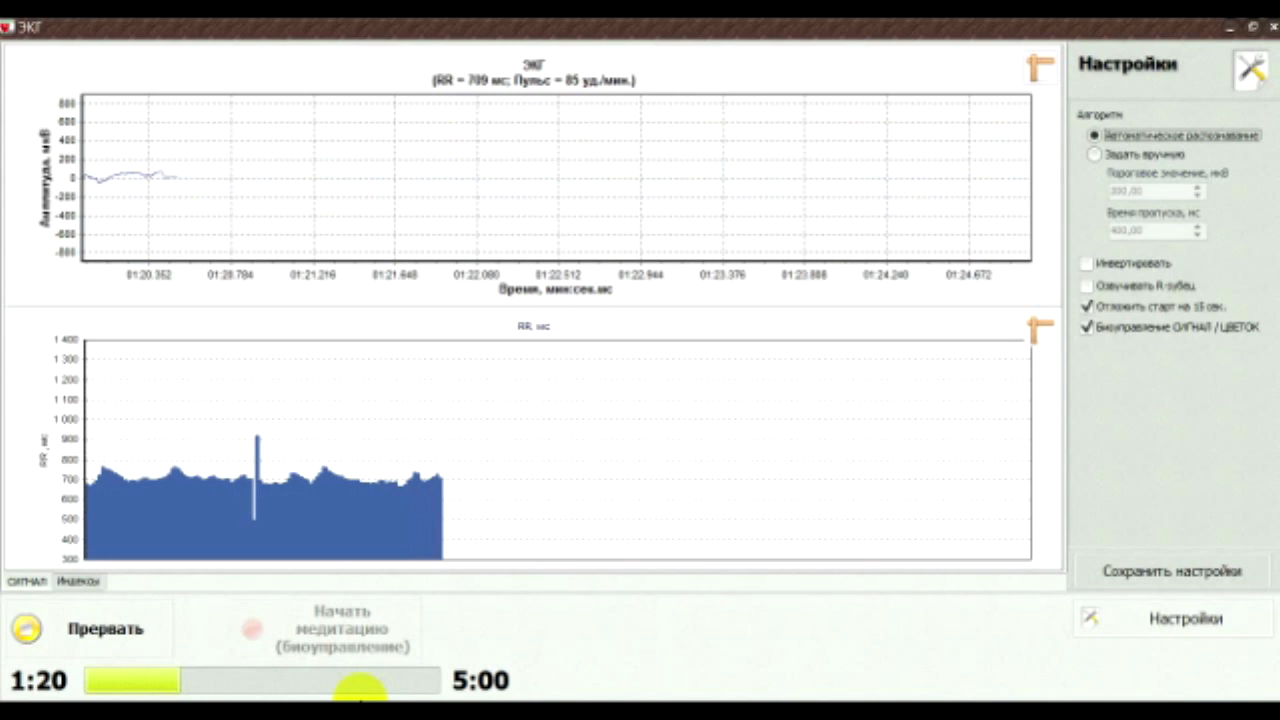 ЭКГ
ЭКГ
(RR = 709 мс; Пульс = 85 уд./мин.)
Амплитуда, мкВ
800
600
400
200
0
-200
-400
-600
-800
01:20.352 01:20.784 01:21.216 01:21.648 01:22.080 01:22.512 01:22.944 01:23.376 01:23.808 01:24.240 01:24.672
Время, мин:сек.мс
RR, мс
RR, мс
1 400
1 300
1 200
1 100
1 000
900
800
700
600
500
400
300
СИГНАЛ Индексы
Прервать
Начать
медитацию
(биоуправление)
1:20 5:00
Настройки
Алгоритм
Автоматическое распознавание
Задать вручную
Пороговое значение, мкВ
300,00
Время пропуска, мс
400,00
Инвертировать
Озвучивать R-зубец
Отложить старт на 15 сек.
Биоуправление СИГНАЛ / ЦВЕТОК
Сохранить настройки
Настройки